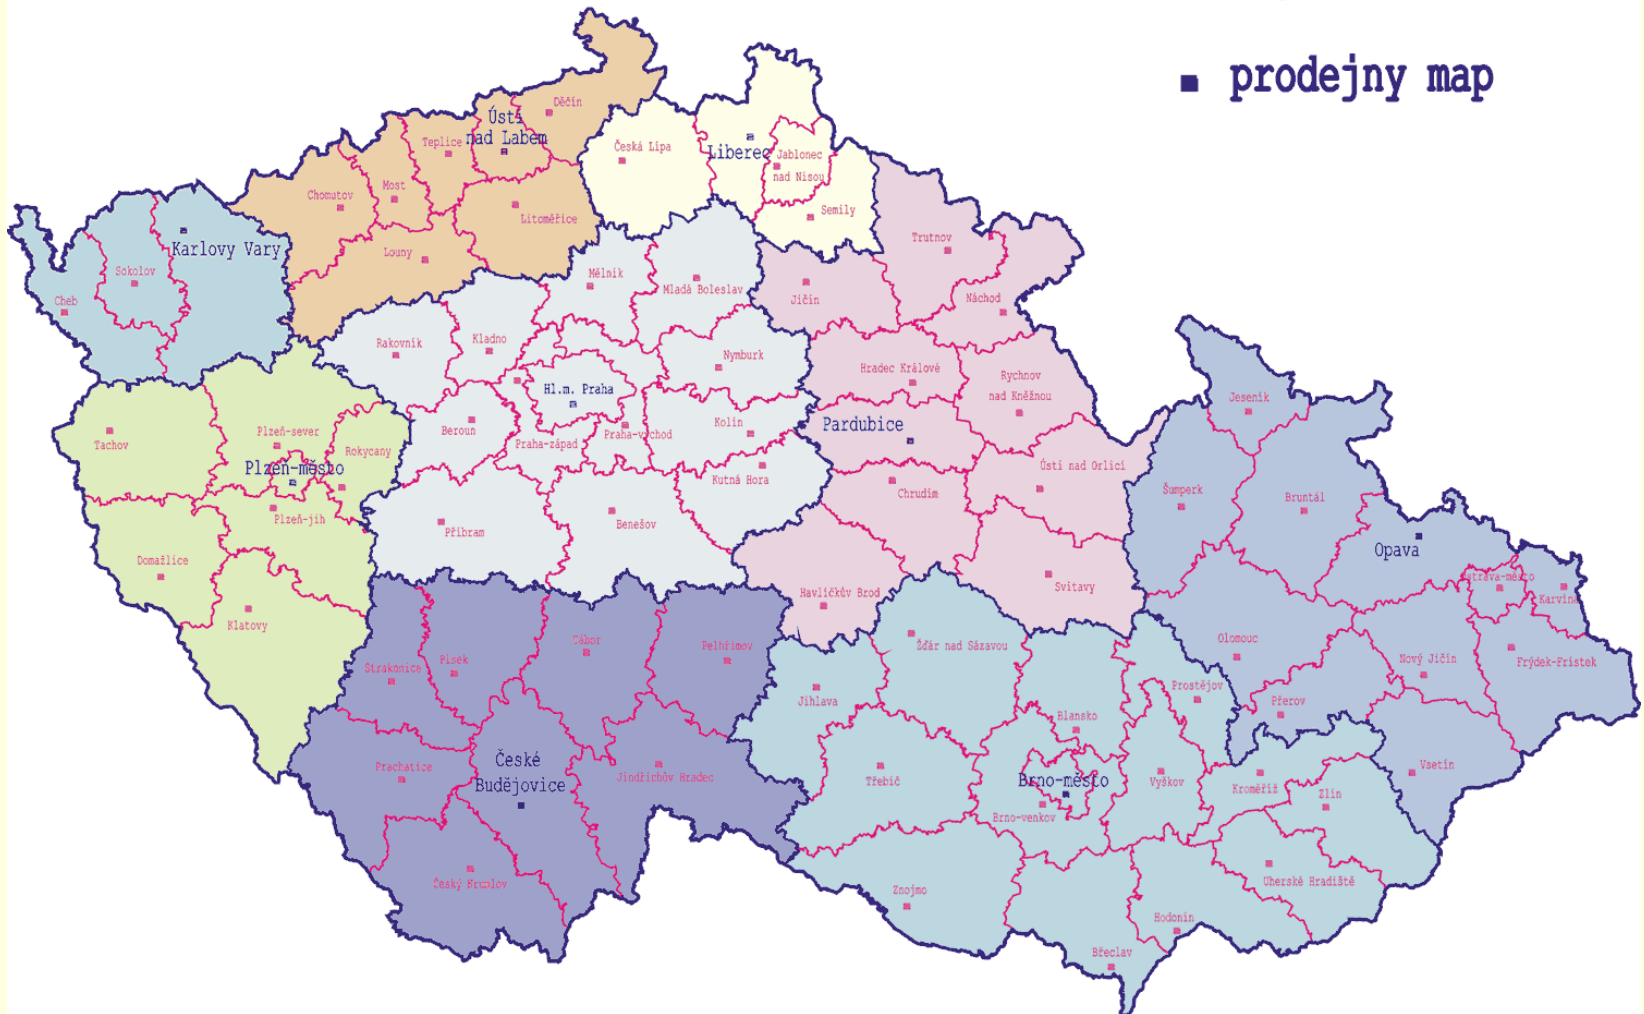 prodejny map
Děčín
Ústí
nad Labem
Teplice
Česká Lípa
Liberec
Jablonec
nad Nisou
Most
Chomutov
Litoměřice
Semily
Louny
Karlovy Vary
Sokolov
Cheb
Trutnov
Mělník
Mladá Boleslav
Jičín
Náchod
Rakovník
Kladno
Nymburk
Hradec Králové
Rychnov
nad Kněžnou
Hl.m. Praha
Jeseník
Tachov
Plzeň-sever
Rokycany
Beroun
Praha-západ
Praha-východ
Kolín
Pardubice
Plzeň-město
Kutná Hora
Ústí nad Orlicí
Chrudim
Šumperk
Bruntál
Plzeň-jih
Příbram
Benešov
Opava
Domažlice
Havlíčkův Brod
Svitavy
Ostrava-město
Karviná
Klatovy
Strakonice
Písek
Tábor
Pelhřimov
Žďár nad Sázavou
Olomouc
Nový Jičín
Frýdek-Frístek
Jihlava
Prostějov
Přerov
Blansko
Prachatice
České
Budějovice
Jindřichův Hradec
Třebíč
Brno-město
Vyškov
Kroměříž
Zlín
Vsetín
Brno-venkov
Český Krumlov
Znojmo
Uherské Hradiště
Hodonín
Břeclav